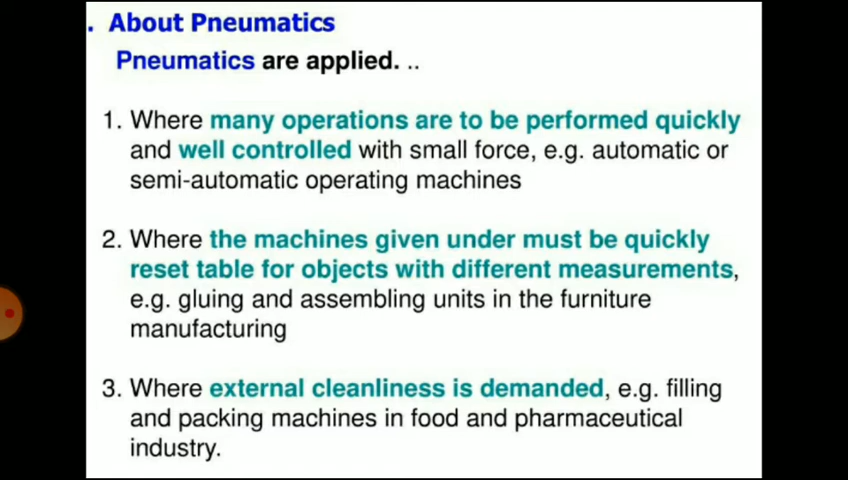 . About Pneumatics
Pneumatics are applied. ..
1. Where many operations are to be performed quickly
and well controlled with small force, e.g. automatic or
semi-automatic operating machines
2. Where the machines given under must be quickly
reset table for objects with different measurements,
e.g. gluing and assembling units in the furniture
manufacturing
3. Where external cleanliness is demanded, e.g. filling
and packing machines in food and pharmaceutical
industry.